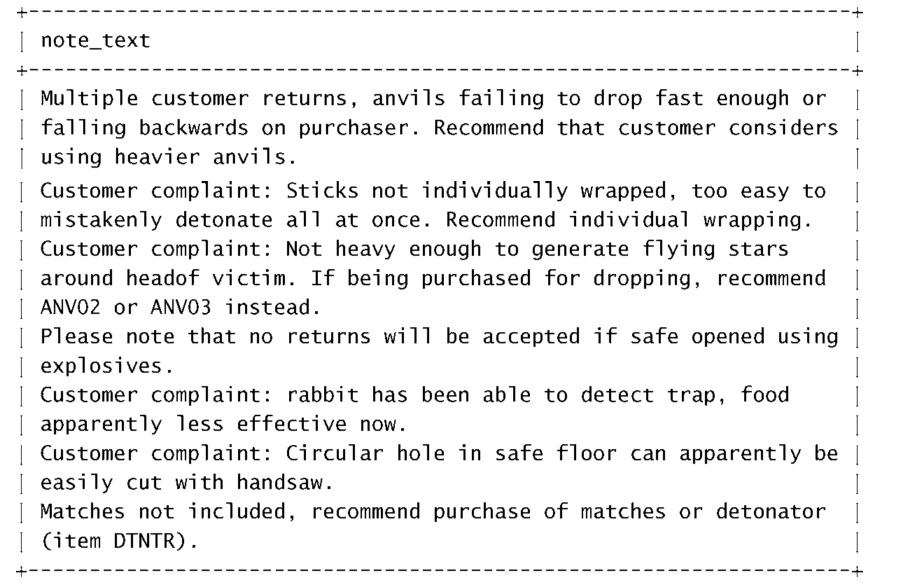 +----------------------------------------------------------------------+
| note_text |
+----------------------------------------------------------------------+
| Multiple customer returns, anvils failing to drop fast enough or |
| falling backwards on purchaser. Recommend that customer considers |
| using heavier anvils. |
| Customer complaint: Sticks not individually wrapped, too easy to |
| mistakenly detonate all at once. Recommend individual wrapping. |
| Customer complaint: Not heavy enough to generate flying stars |
| around headof victim. If being purchased for dropping, recommend |
| ANV02 or ANV03 instead. |
| Please note that no returns will be accepted if safe opened using |
| explosives. |
| Customer complaint: rabbit has been able to detect trap, food |
| apparently less effective now. |
| Customer complaint: Circular hole in safe floor can apparently be |
| easily cut with handsaw. |
| Matches not included, recommend purchase of matches or detonator |
| (item DTNTR). |
+----------------------------------------------------------------------+